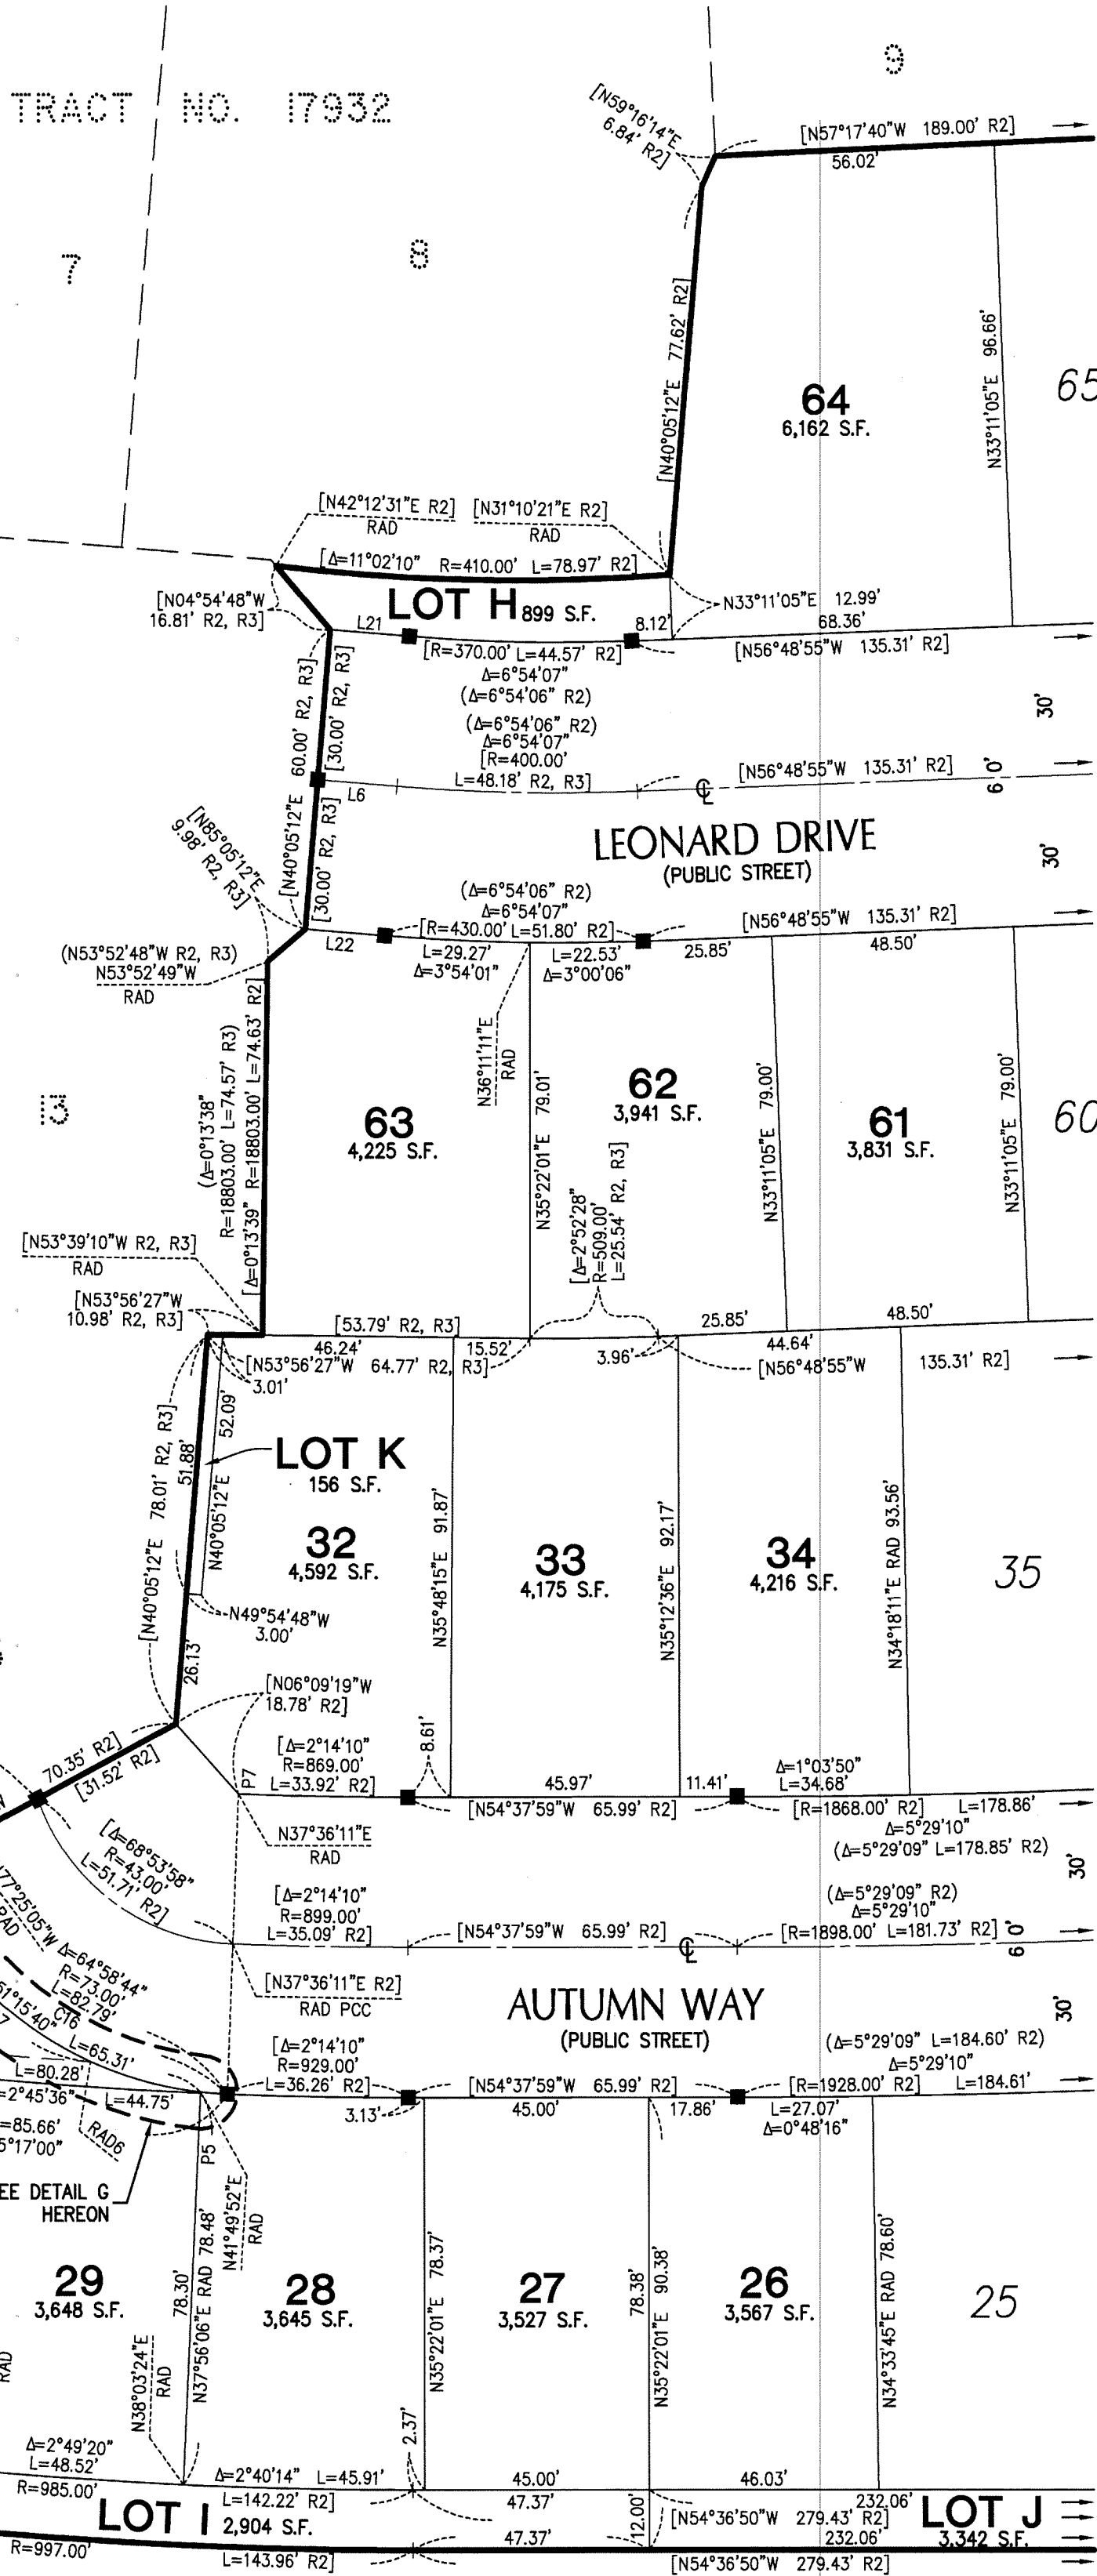 TRACT NO. 17932
9
[N59°16'14"E
6.84' R2]
[N57°17'40"W 189.00' R2]
56.02'
7
8
[N40°05'12"E 77.62' R2]
64
6,162 S.F.
N33°11'05"E 96.66'
65
[N42°12'31"E R2]
RAD
[N31°10'21"E R2]
RAD
[Δ=11°02'10" R=410.00' L=78.97' R2]
[N04°54'48"W
16.81' R2, R3]
LOT H 899 S.F.
N33°11'05"E 12.99'
L21
8.12'
68.36'
[R=370.00' L=44.57' R2]
Δ=6°54'07"
(Δ=6°54'06" R2)
[N56°48'55"W 135.31' R2]
60.00' R2, R3]
[30.00' R2, R3]
30'
(Δ=6°54'06" R2)
Δ=6°54'07"
[R=400.00'
L=48.18' R2, R3]
[N56°48'55"W 135.31' R2]
60'
L6
LEONARD DRIVE
(PUBLIC STREET)
[N85°05'12"E
9.98' R2, R3]
[N40°05'12"E
[30.00' R2, R3]
30'
(Δ=6°54'06" R2)
Δ=6°54'07"
[R=430.00' L=51.80' R2]
[N56°48'55"W 135.31' R2]
L22
L=29.27'
Δ=3°54'01"
L=22.53'
Δ=3°00'06"
25.85'
48.50'
(N53°52'48"W R2, R3)
N53°52'49"W
RAD
(Δ=0°13'38"
R=18803.00' L=74.57' R3)
[Δ=0°13'39" R=18803.00' L=74.63' R2]
N36°11'11"E
RAD
13
63
4,225 S.F.
N35°22'01"E 79.01'
62
3,941 S.F.
N33°11'05"E 79.00'
61
3,831 S.F.
N33°11'05"E 79.00'
60
[Δ=2°52'28"
R=509.00'
L=25.54' R2, R3]
[N53°39'10"W R2, R3]
RAD
[N53°56'27"W
10.98' R2, R3]
[53.79' R2, R3]
25.85'
48.50'
46.24'
15.52'
3.96'
44.64'
[N53°56'27"W 64.77' R2, R3]
3.01'
[N56°48'55"W 135.31' R2]
[N40°05'12"E 78.01' R2, R3]
51.88'
52.09'
N40°05'12"E
LOT K
156 S.F.
32
4,592 S.F.
N35°48'15"E 91.87'
33
4,175 S.F.
N35°12'36"E 92.17'
34
4,216 S.F.
N34°18'11"E RAD 93.56'
35
N49°54'48"W
3.00'
26.13'
[N06°09'19"W
18.78' R2]
70.35' R2]
[31.52' R2]
P7
[Δ=2°14'10"
R=869.00'
L=33.92' R2]
8.61'
45.97'
11.41'
Δ=1°03'50"
L=34.68'
[N54°37'59"W 65.99' R2]
[R=1868.00' R2] L=178.86'
Δ=5°29'10"
(Δ=5°29'09" L=178.85' R2)
N37°36'11"E
RAD
30'
[Δ=68°53'58"
R=43.00'
L=51.71' R2]
[Δ=2°14'10"
R=899.00'
L=35.09' R2]
[N54°37'59"W 65.99' R2]
(Δ=5°29'09" R2)
Δ=5°29'10"
[R=1898.00' L=181.73' R2]
60'
77°25'05"W
RAD
Δ=64°58'44"
R=73.00'
L=82.79'
[N37°36'11"E R2]
RAD PCC
AUTUMN WAY
(PUBLIC STREET)
30'
51°15'40"
C16
L=65.31'
[Δ=2°14'10"
R=929.00'
L=36.26' R2]
[N54°37'59"W 65.99' R2]
(Δ=5°29'09" L=184.60' R2)
Δ=5°29'10"
[R=1928.00' R2] L=184.61'
L=80.28'
=2°45'36"
L=44.75'
3.13'
45.00'
17.86'
L=27.07'
Δ=0°48'16"
=85.66'
5°17'00"
RAD6
P5
EE DETAIL G
HEREON
N41°49'52"E
RAD
29
3,648 S.F.
78.30'
N37°56'06"E RAD 78.48'
28
3,645 S.F.
N35°22'01"E 78.37'
27
3,527 S.F.
78.38'
N35°22'01"E 90.38'
26
3,567 S.F.
N34°33'45"E RAD 78.60'
25
RAD
N38°03'24"E
RAD
2.37'
Δ=2°49'20"
L=48.52'
R=985.00'
Δ=2°40'14" L=45.91'
L=142.22' R2]
45.00'
47.37'
46.03'
232.06'
LOT I 2,904 S.F.
12.00'
[N54°36'50"W 279.43' R2]
LOT J
3,342 S.F.
47.37'
232.06'
R=997.00'
L=143.96' R2]
[N54°36'50"W 279.43' R2]